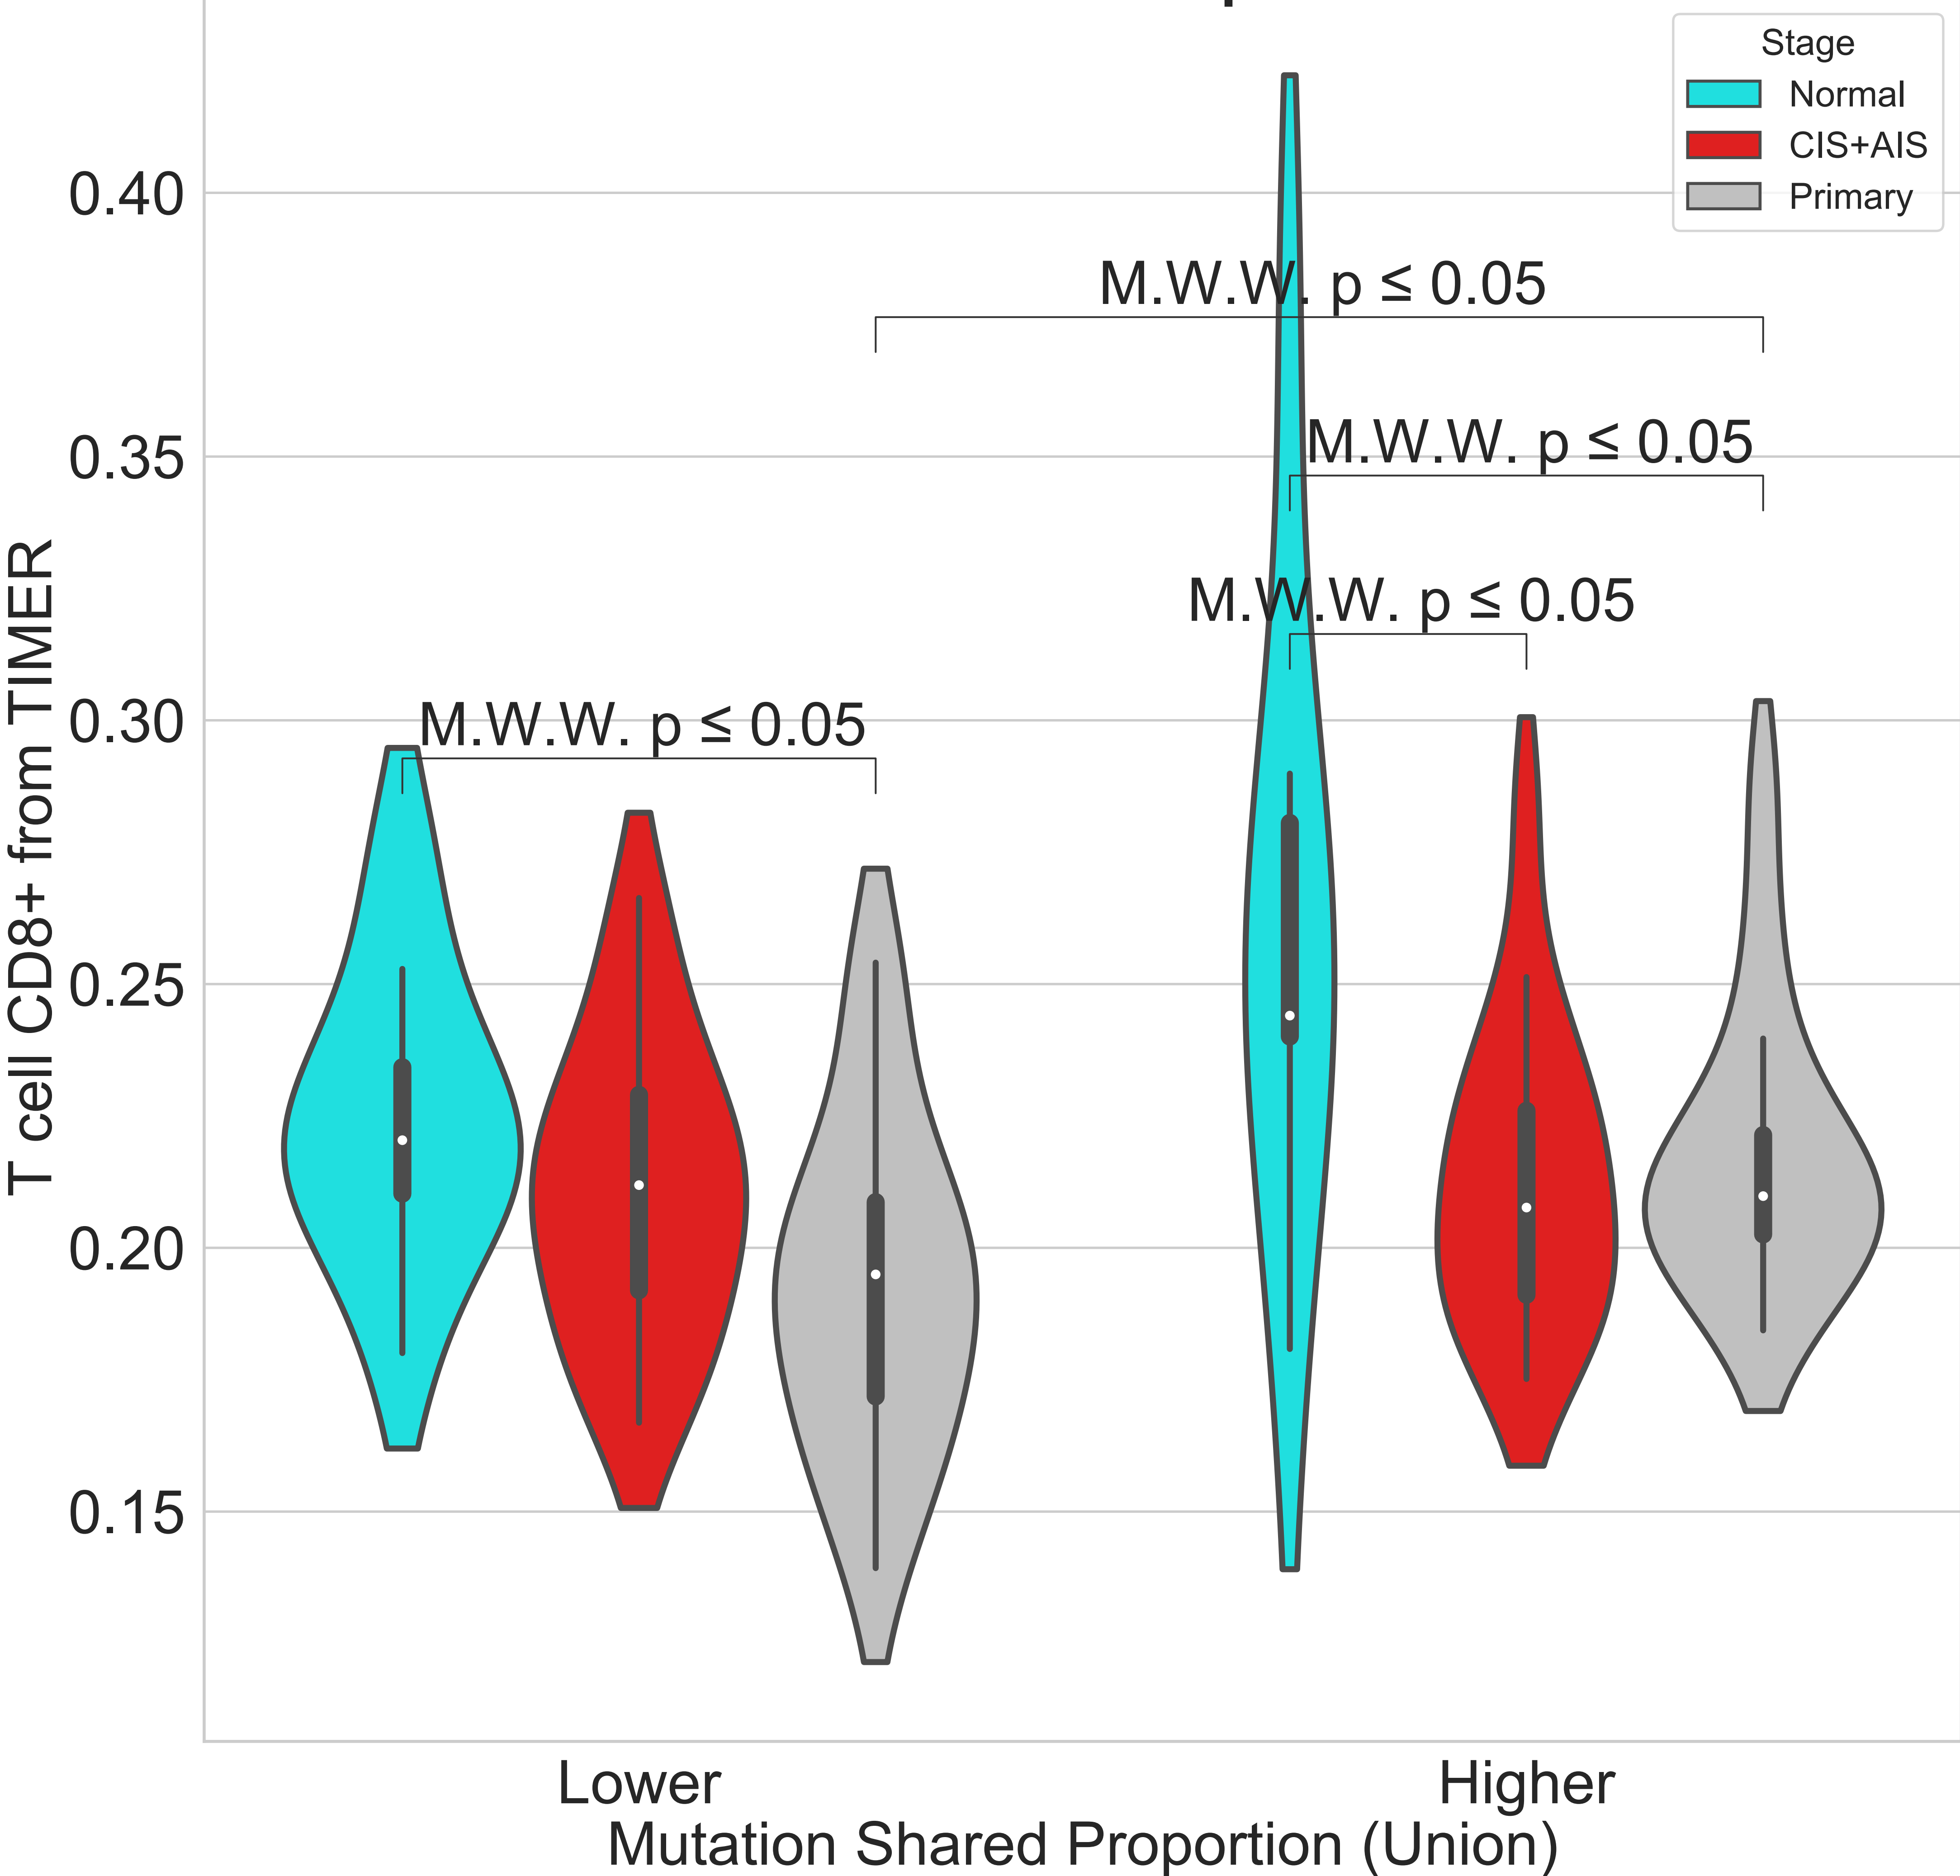 Stage
Normal
CIS+AIS
Primary
0.40
0.35
0.30
0.25
0.20
0.15
T cell CD8+ from TIMER
M.W.W. p ≤ 0.05
M.W.W. p ≤ 0.05
M.W.W. p ≤ 0.05
M.W.W. p ≤ 0.05
Lower
Higher
Mutation Shared Proportion (Union)